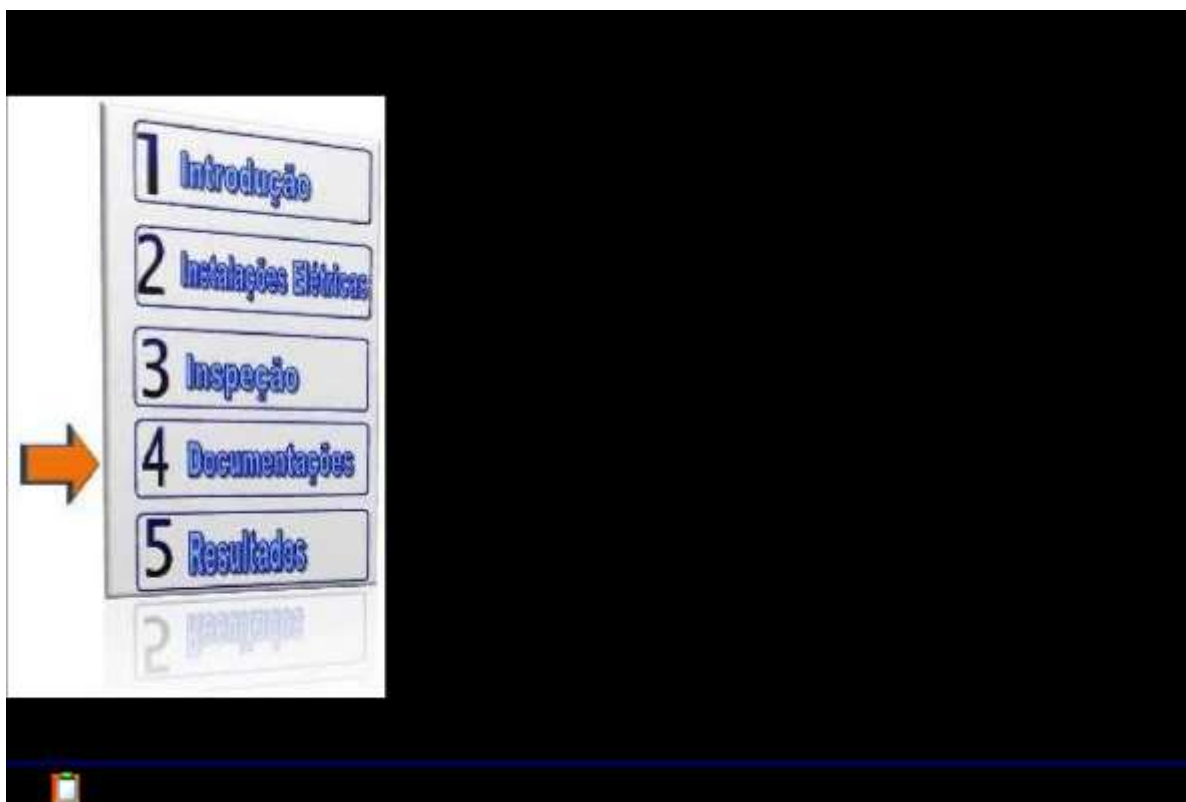 1 Introdução
2 Instalações Elétricas
3 Inspeção
4 Documentações
5 Resultados